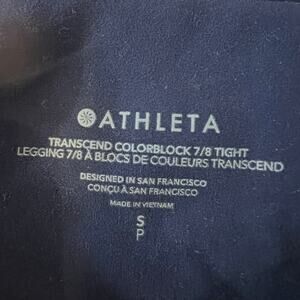 ATHLETA
TRANSCEND COLORBLOCK 7/8 TIGHT
LEGGING 7/8 À BLOCS DE COULEURS TRANSCEND
DESIGNED IN SAN FRANCISCO
CONÇU À SAN FRANCISCO
MADE IN VIETNAM
S
P